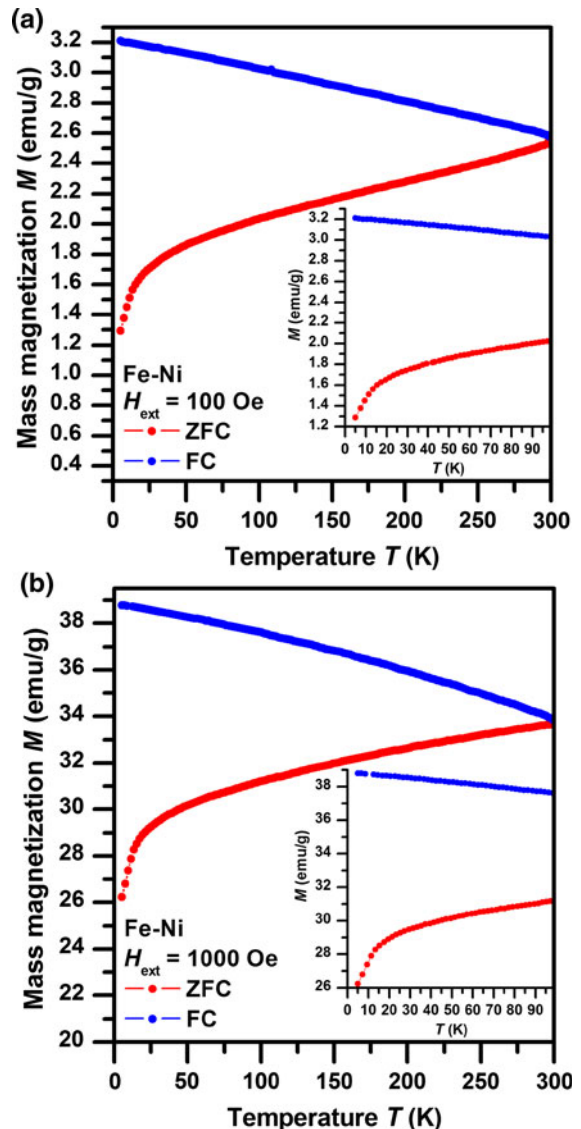 (a)
3.2
3.0
2.8
2.6
2.4
2.2
2.0
1.8
1.6
1.4
1.2
1.0
0.8
0.6
0.4
Mass magnetization M (emu/g)
Fe-Ni
Hext = 100 Oe
ZFC
FC
0 50 100 150 200 250 300
Temperature T (K)
3.2
3.0
2.8
2.6
2.4
2.2
2.0
1.8
1.6
1.4
1.2
M (emu/g)
0 10 20 30 40 50 60 70 80 90
T (K)
(b)
38
36
34
32
30
28
26
24
22
20
Mass magnetization M (emu/g)
Fe-Ni
Hext = 1000 Oe
ZFC
FC
0 50 100 150 200 250 300
Temperature T (K)
38
36
34
32
30
28
26
M (emu/g)
0 10 20 30 40 50 60 70 80 90
T (K)